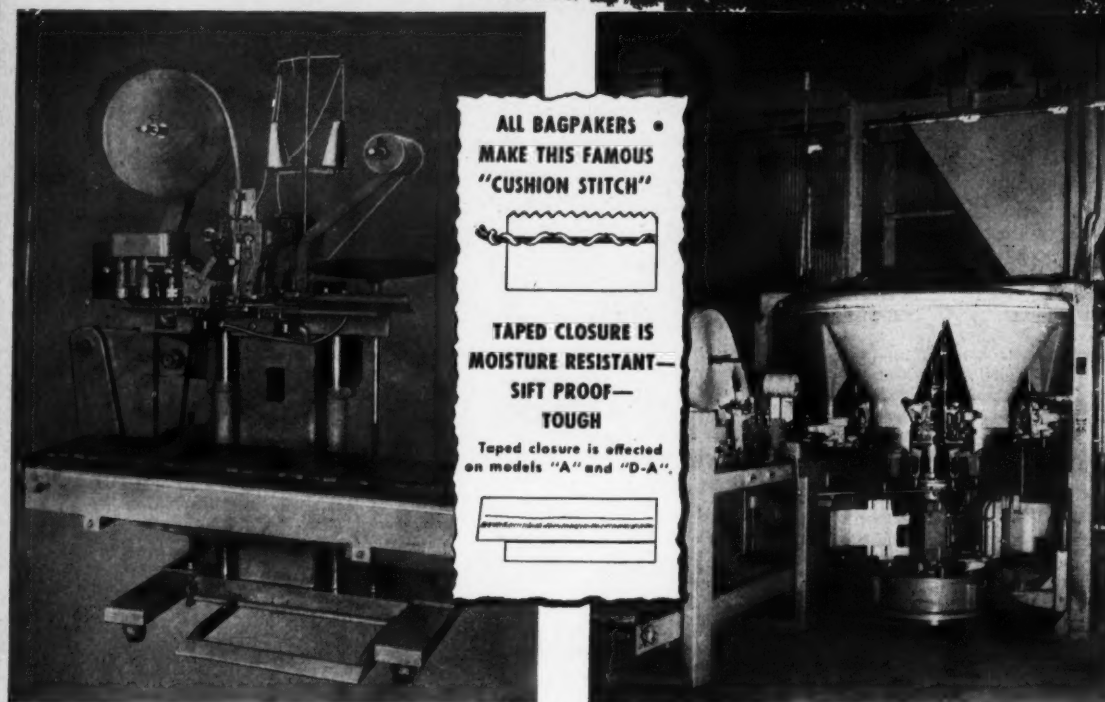 ALL BAGPAKERS
MAKE THIS FAMOUS
"CUSHION STITCH"
TAPED CLOSURE IS
MOISTURE RESISTANT—
SIFT PROOF—
TOUGH
Taped closure is effected
on models "A" and "D-A".